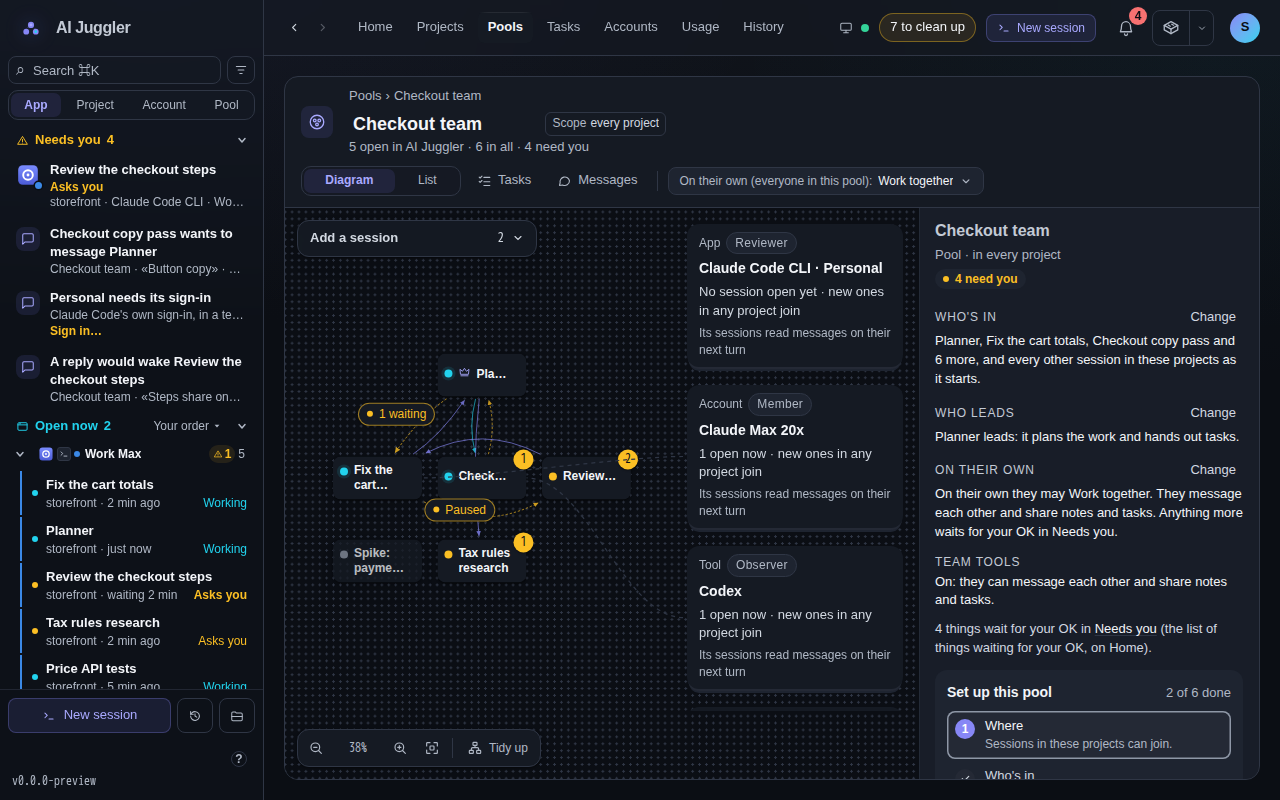 AI Juggler
Search ⌘K
App
Project
Account
Pool
Needs you 4
Review the checkout steps
Asks you
storefront · Claude Code CLI · Wo…
Checkout copy pass wants to
message Planner
Checkout team · «Button copy» · …
Personal needs its sign-in
Claude Code's own sign-in, in a te…
Sign in…
A reply would wake Review the
checkout steps
Checkout team · «Steps share on…
Open now 2
Your order
Work Max
1
5
Fix the cart totals
storefront · 2 min ago
Working
Planner
storefront · just now
Working
Review the checkout steps
storefront · waiting 2 min
Asks you
Tax rules research
storefront · 2 min ago
Asks you
Price API tests
storefront · 5 min ago
Working
New session
?
v0.0.0-preview
Home
Projects
Pools
Tasks
Accounts
Usage
History
7 to clean up
New session
4
S
Pools › Checkout team
Checkout team
Scope every project
5 open in AI Juggler · 6 in all · 4 need you
Diagram
List
Tasks
Messages
On their own (everyone in this pool): Work together
Add a session
2
Pla…
1 waiting
Fix the
cart…
1
Check…
2
Review…
Paused
Spike:
payme…
1
Tax rules
research
App
Reviewer
Claude Code CLI · Personal
No session open yet · new ones
in any project join
Its sessions read messages on their
next turn
Account
Member
Claude Max 20x
1 open now · new ones in any
project join
Its sessions read messages on their
next turn
Tool
Observer
Codex
1 open now · new ones in any
project join
Its sessions read messages on their
next turn
38%
Tidy up
Checkout team
Pool · in every project
4 need you
WHO'S IN
Change
Planner, Fix the cart totals, Checkout copy pass and
6 more, and every other session in these projects as
it starts.
WHO LEADS
Change
Planner leads: it plans the work and hands out tasks.
ON THEIR OWN
Change
On their own they may Work together. They message
each other and share notes and tasks. Anything more
waits for your OK in Needs you.
TEAM TOOLS
On: they can message each other and share notes
and tasks.
4 things wait for your OK in Needs you (the list of
things waiting for your OK, on Home).
Set up this pool
2 of 6 done
1
Where
Sessions in these projects can join.
Who's in